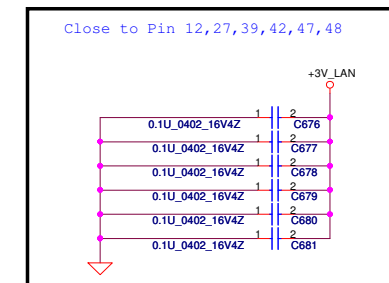 Close to Pin 12,27,39,42,47,48
+3V_LAN
1 2
0.1U_0402_16V4Z C676
1 2
0.1U_0402_16V4Z C677
1 2
0.1U_0402_16V4Z C678
1 2
0.1U_0402_16V4Z C679
1 2
0.1U_0402_16V4Z C680
1 2
0.1U_0402_16V4Z C681